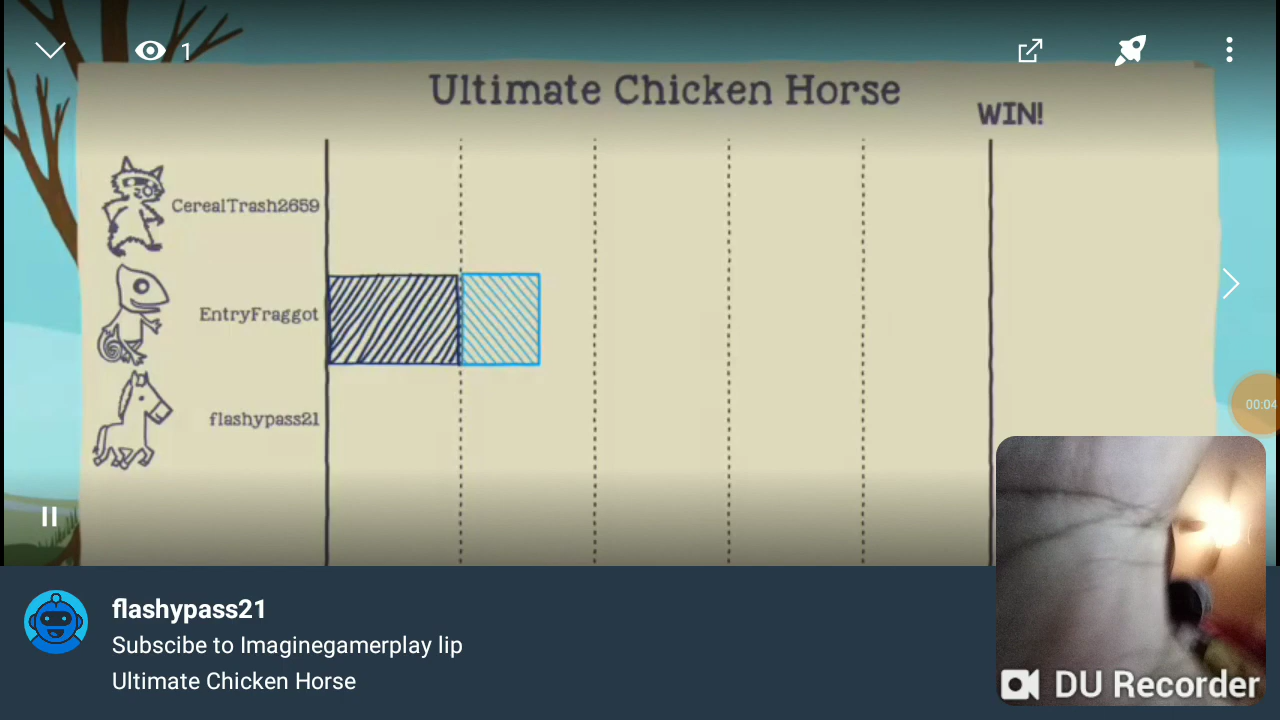 1
Ultimate Chicken Horse
WIN!
CerealTrash2659
EntryFraggot
flashypass21
00:04
flashypass21
Subscibe to Imaginegamerplay lip
Ultimate Chicken Horse
DU Recorder